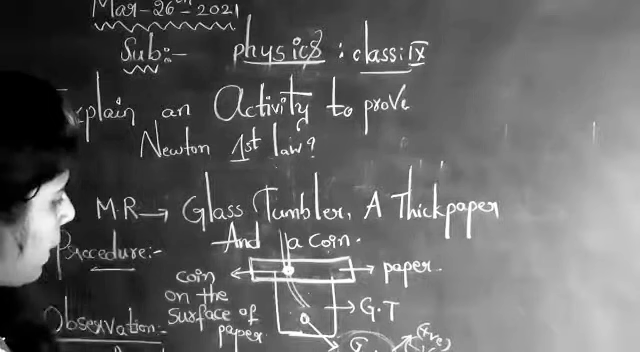 Mar-26th-2021
Sub:- physics : class: IX
Explain an Activity to prove
Newton 1st law?
M.R → Glass Tumbler, A Thickpaper
And a coin.
Procedure:-
coin
on the
surface of
paper
→ paper.
→ G.T
Observation:-